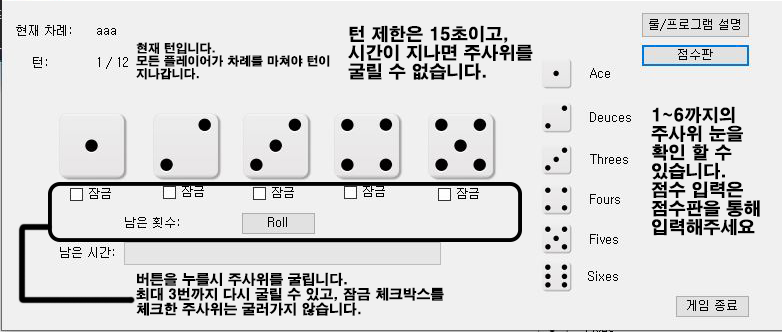 현재 차례: aaa
턴: 1 / 12
현재 턴입니다.
모든 플레이어가 차례를 마쳐야 턴이
지나갑니다.
턴 제한은 15초이고,
시간이 지나면 주사위를
굴릴 수 없습니다.
룰/프로그램 설명
점수판
Ace
Deuces
Threes
Fours
Fives
Sixes
1~6까지의
주사위 눈을
확인 할 수
있습니다.
점수 입력은
점수판을 통해
입력해주세요
잠금 잠금 잠금 잠금 잠금
남은 횟수: Roll
남은 시간:
버튼을 누를시 주사위를 굴립니다.
최대 3번까지 다시 굴릴 수 있고, 잠금 체크박스를
체크한 주사위는 굴러가지 않습니다.
게임 종료